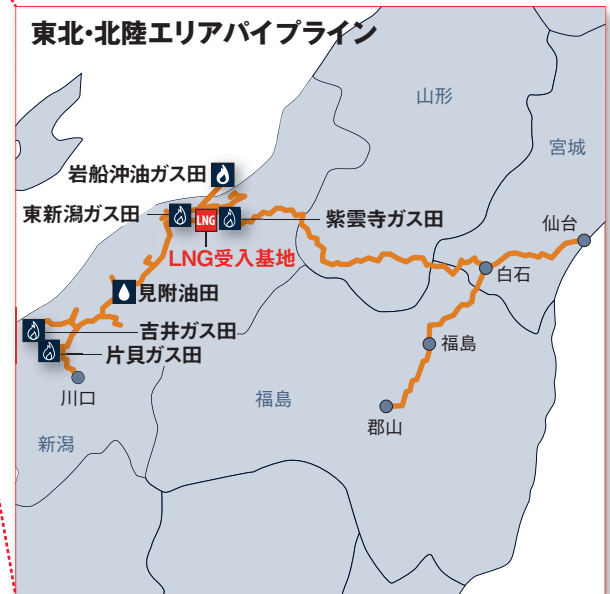 東北・北陸エリアパイプライン
山形
宮城
岩船沖油ガス田
東新潟ガス田
LNG
紫雲寺ガス田
仙台
LNG受入基地
白石
見附油田
吉井ガス田
福島
片貝ガス田
川口
福島
郡山
新潟